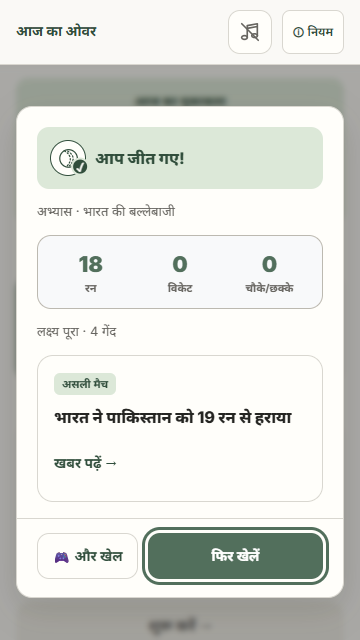 आज का ओवर
नियम
आप जीत गए!
अभ्यास · भारत की बल्लेबाजी
18 0 0
रन विकेट चौके/छक्के
लक्ष्य पूरा · 4 गेंद
असली मैच
भारत ने पाकिस्तान को 19 रन से हराया
खबर पढ़ें →
और खेल
फिर खेलें